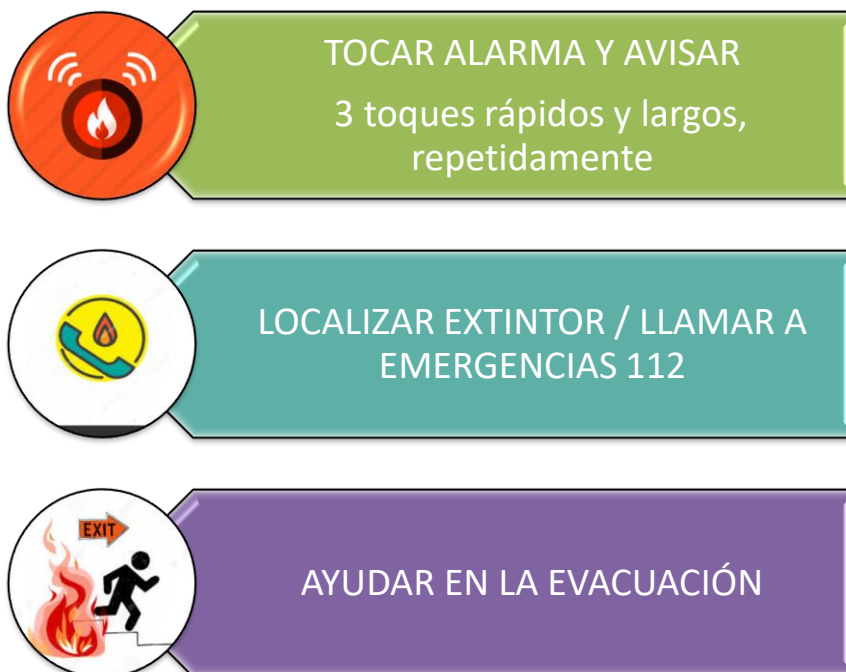 TOCAR ALARMA Y AVISAR
3 toques rápidos y largos,
repetidamente
LOCALIZAR EXTINTOR / LLAMAR A
EMERGENCIAS 112
EXIT
AYUDAR EN LA EVACUACIÓN